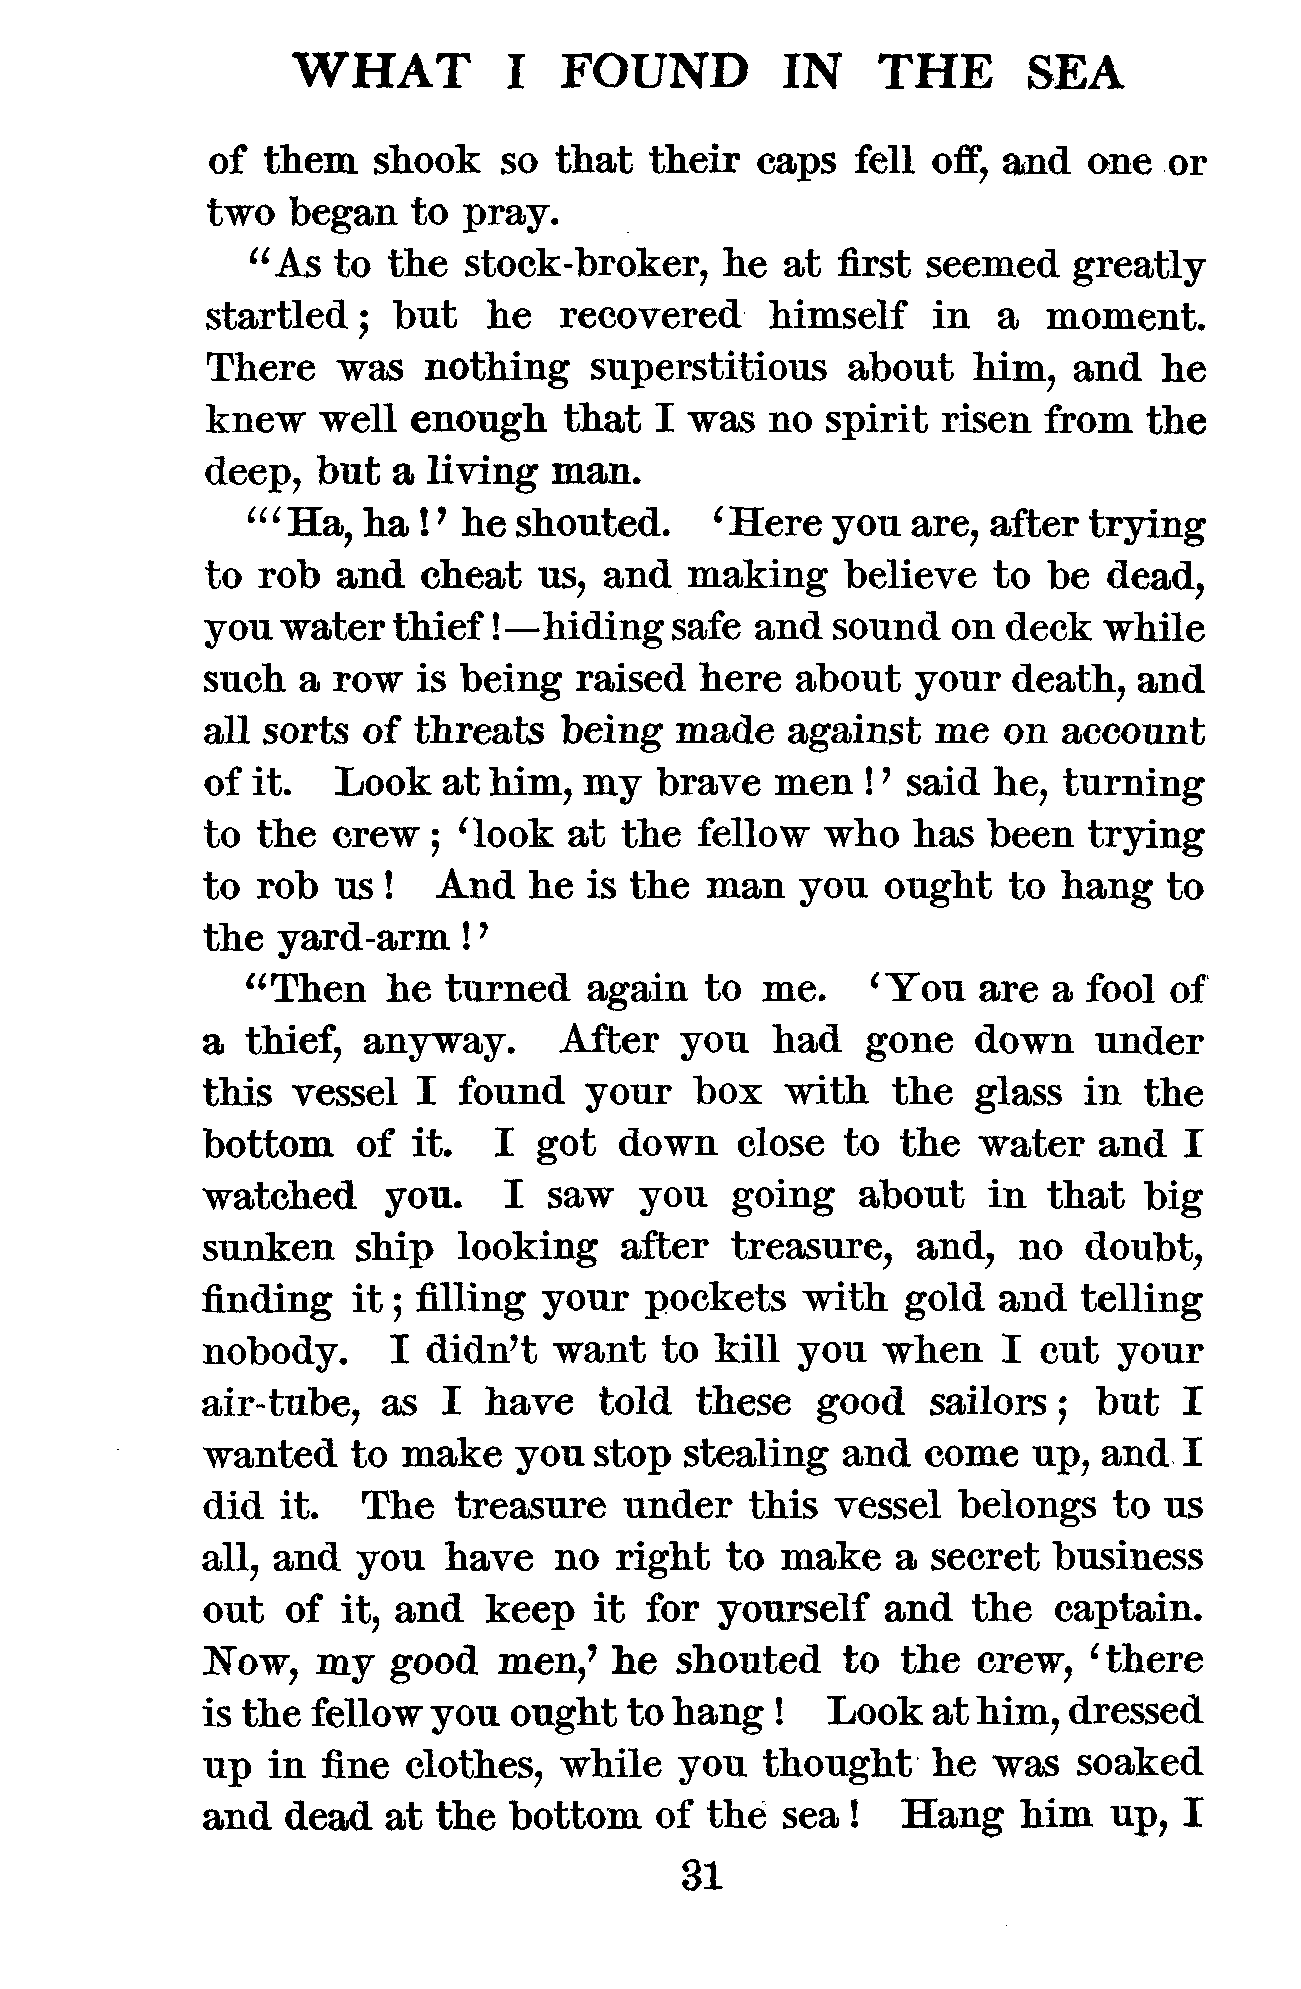 WHAT I FOUND IN THE SEA
of them shook so that their caps fell off, and one or
two began to pray.
"As to the stock-broker, he at first seemed greatly
startled; but he recovered himself in a moment.
There was nothing superstitious about him, and he
knew well enough that I was no spirit risen from the
deep, but a living man.
"'Ha, ha!' he shouted. 'Here you are, after trying
to rob and cheat us, and making believe to be dead,
you water thief!—hiding safe and sound on deck while
such a row is being raised here about your death, and
all sorts of threats being made against me on account
of it. Look at him, my brave men!' said he, turning
to the crew; 'look at the fellow who has been trying
to rob us! And he is the man you ought to hang to
the yard-arm!'
"Then he turned again to me. 'You are a fool of
a thief, anyway. After you had gone down under
this vessel I found your box with the glass in the
bottom of it. I got down close to the water and I
watched you. I saw you going about in that big
sunken ship looking after treasure, and, no doubt,
finding it; filling your pockets with gold and telling
nobody. I didn't want to kill you when I cut your
air-tube, as I have told these good sailors; but I
wanted to make you stop stealing and come up, and I
did it. The treasure under this vessel belongs to us
all, and you have no right to make a secret business
out of it, and keep it for yourself and the captain.
Now, my good men,' he shouted to the crew, 'there
is the fellow you ought to hang! Look at him, dressed
up in fine clothes, while you thought he was soaked
and dead at the bottom of the sea! Hang him up, I
31